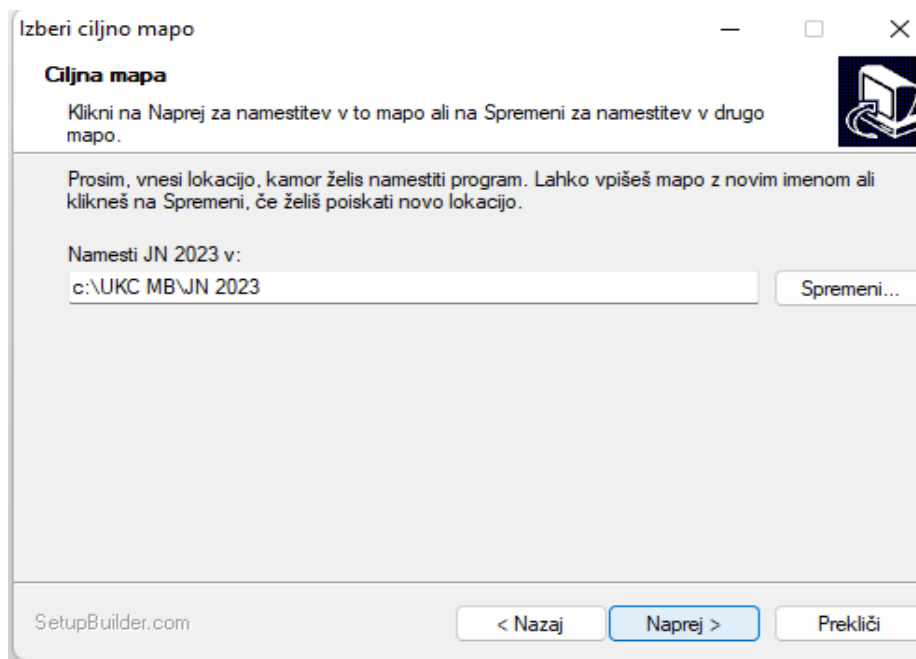 Izberi ciljno mapo
Ciljna mapa
Klikni na Naprej za namestitev v to mapo ali na Spremeni za namestitev v drugo
mapo.
Prosim, vnesi lokacijo, kamor želis namestiti program. Lahko vpišeš mapo z novim imenom ali
klikneš na Spremeni, če želiš poiskati novo lokacijo.
Namesti JN 2023 v:
c:\UKC MB\JN 2023
Spremeni...
SetupBuilder.com
< Nazaj
Naprej >
Prekliči